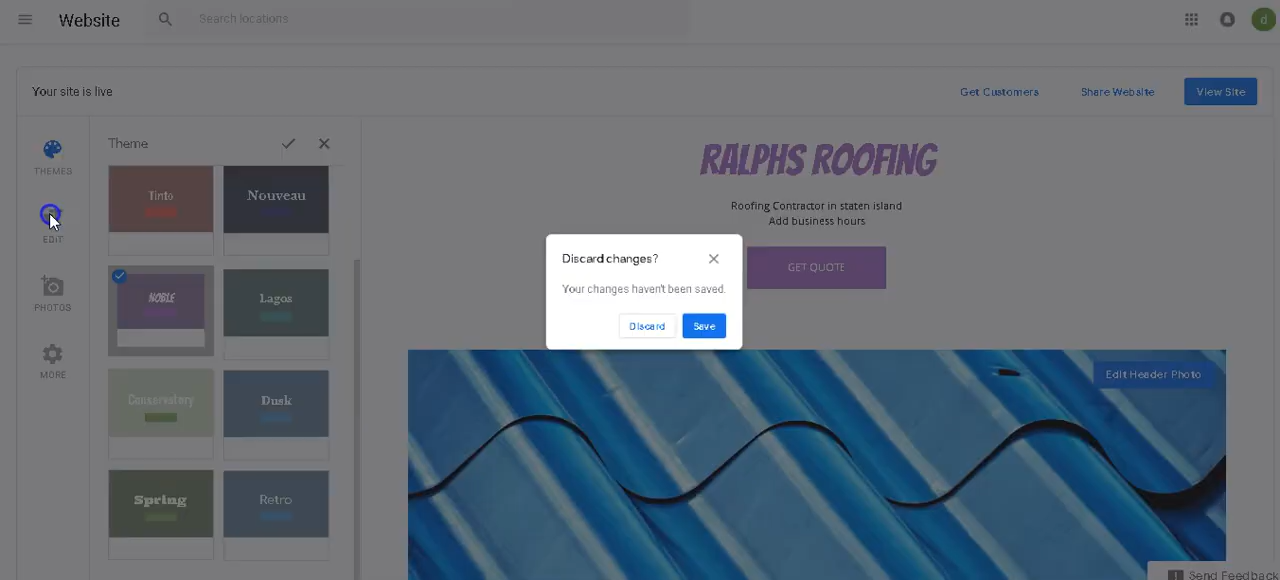 Website
Search locations
d
Your site is live
Get Customers
Share Website
View Site
THEMES
EDIT
PHOTOS
MORE
Theme
Tinto
Nouveau
NOBLE
Lagos
Conservatory
Dusk
Spring
Retro
RALPHS ROOFING
Roofing Contractor in staten island
Add business hours
GET QUOTE
Discard changes?
Your changes haven't been saved.
Discard
Save
Edit Header Photo
Send Feedback